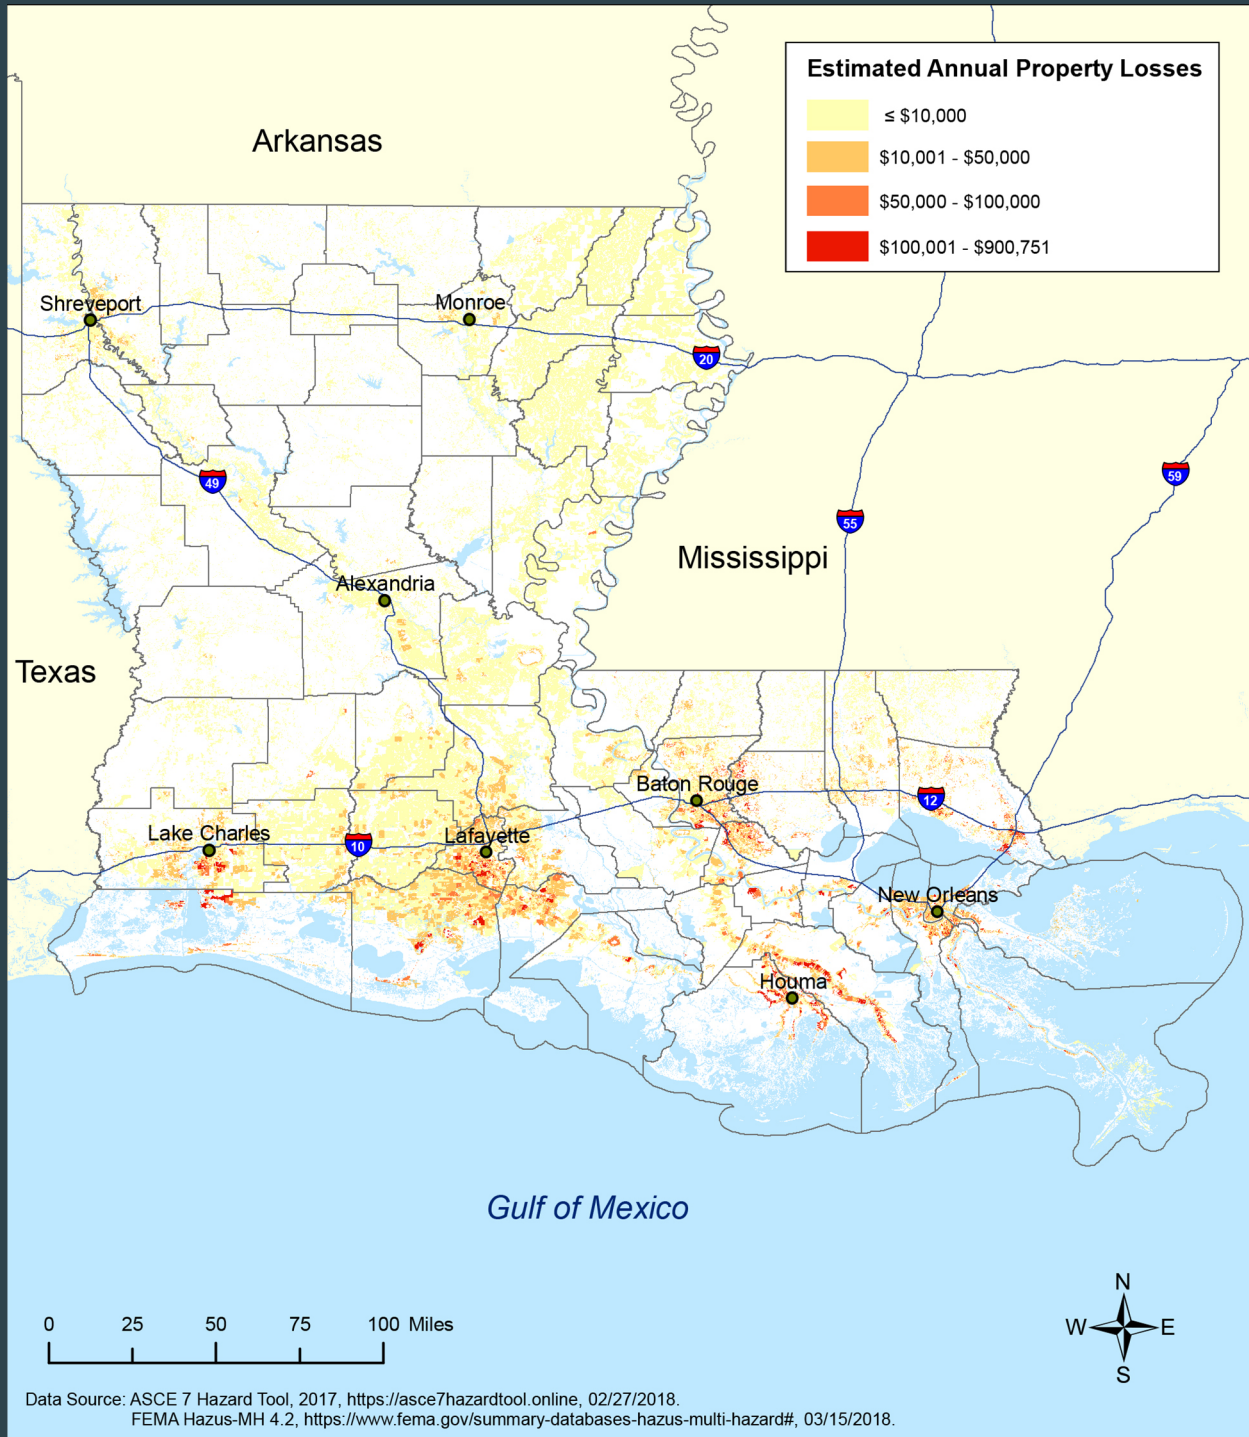 Estimated Annual Property Losses
≤ $10,000
$10,001 - $50,000
$50,000 - $100,000
$100,001 - $900,751
Arkansas
Shreveport
Monroe
20
49
59
55
Mississippi
Alexandria
Texas
Baton Rouge
12
Lake Charles
10
Lafayette
New Orleans
Houma
Gulf of Mexico
N
W E
S
0 25 50 75 100 Miles
Data Source: ASCE 7 Hazard Tool, 2017, https://asce7hazardtool.online, 02/27/2018.
FEMA Hazus-MH 4.2, https://www.fema.gov/summary-databases-hazus-multi-hazard#, 03/15/2018.